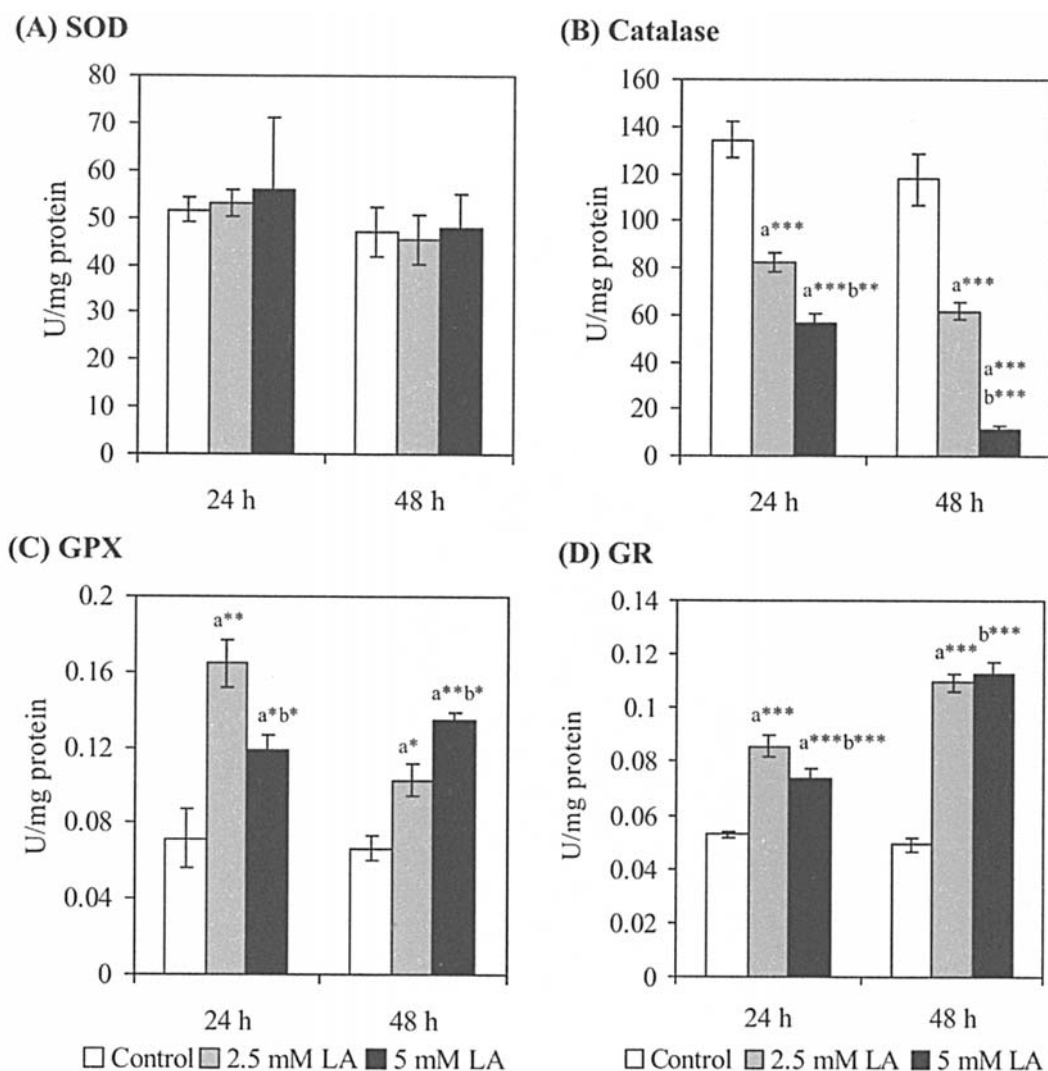 (A) SOD
80
70
60
50
40
30
20
10
0
U/mg protein
24 h 48 h
(B) Catalase
160
140
120
100
80
60
40
20
0
U/mg protein
a***
a***b**
a***
a***
b***
24 h 48 h
(C) GPX
0.2
0.16
0.12
0.08
0.04
0
U/mg protein
a**
a*b*
a*
a**b*
24 h 48 h
Control 2.5 mM LA 5 mM LA
(D) GR
0.14
0.12
0.1
0.08
0.06
0.04
0.02
0
U/mg protein
a***
a***b***
a***
b***
24 h 48 h
Control 2.5 mM LA 5 mM LA